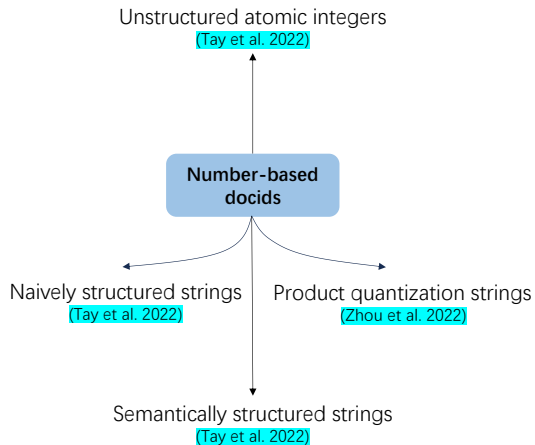 Unstructured atomic integers
(Tay et al. 2022)
Number-based
docids
Naively structured strings
(Tay et al. 2022)
Product quantization strings
(Zhou et al. 2022)
Semantically structured strings
(Tay et al. 2022)